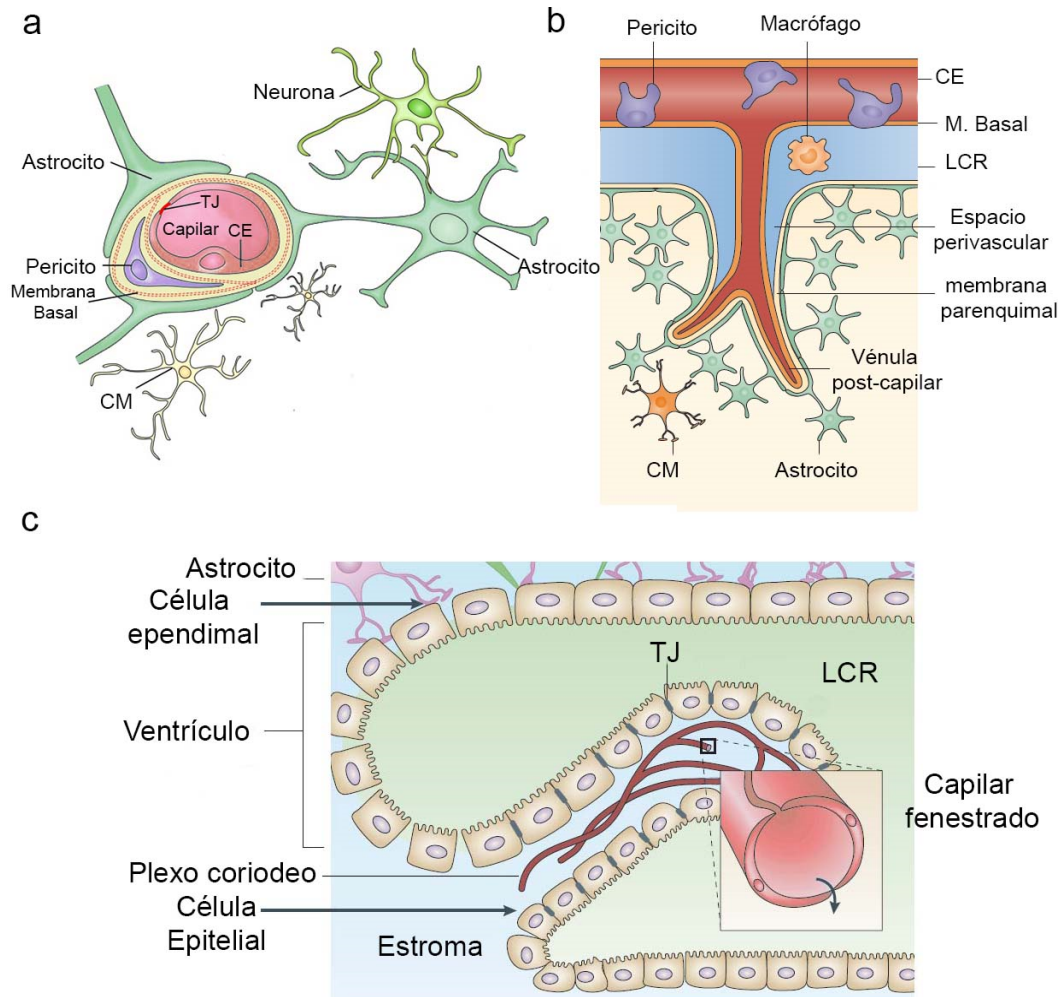 a
Neurona
Astrocito
TJ
Capilar
CE
Pericito
Membrana
Basal
Astrocito
CM
b
Pericito
Macrófago
CE
M. Basal
LCR
Espacio
perivascular
membrana
parenquimal
Vénula
post-capilar
CM
Astrocito
c
Astrocito
Célula
ependimal
TJ
LCR
Ventrículo
Capilar
fenestrado
Plexo coriodeo
Célula
Epitelial
Estroma